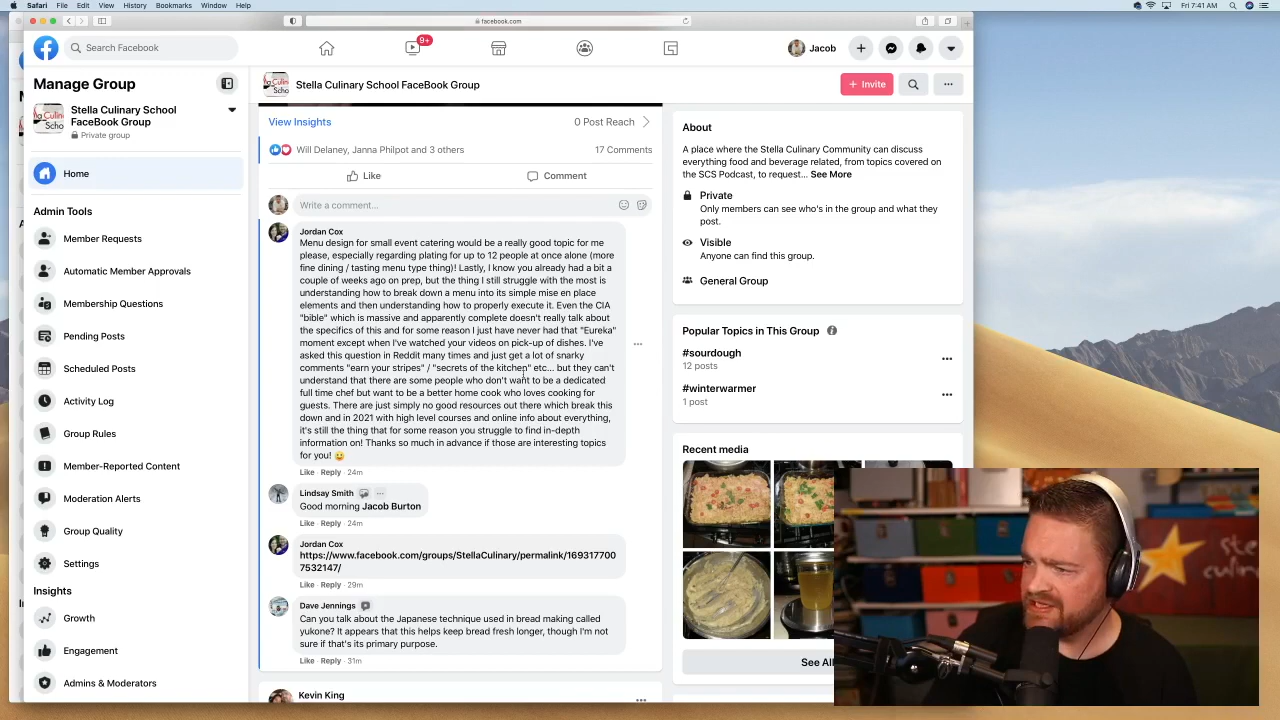 Safari File Edit View History Bookmarks Window Help
Fri 7:41 AM
facebook.com
Search Facebook
9+
Jacob
Manage Group
Stella Culinary School
FaceBook Group
Private group
Home
Admin Tools
Member Requests
Automatic Member Approvals
Membership Questions
Pending Posts
Scheduled Posts
Activity Log
Group Rules
Member-Reported Content
Moderation Alerts
Group Quality
Settings
Insights
Growth
Engagement
Admins & Moderators
Stella Culinary School FaceBook Group
+ Invite
View Insights
0 Post Reach
Will Delaney, Janna Philpot and 3 others
17 Comments
Like
Comment
Write a comment...
Jordan Cox
Menu design for small event catering would be a really good topic for me
please, especially regarding plating for up to 12 people at once alone (more
fine dining / tasting menu type thing)! Lastly, I know you already had a bit a
couple of weeks ago on prep, but the thing I still struggle with the most is
understanding how to break down a menu into its simple mise en place
elements and then understanding how to properly execute it. Even the CIA
"bible" which is massive and apparently complete doesn't really talk about
the specifics of this and for some reason I just have never had that "Eureka"
moment except when I've watched your videos on pick-up of dishes. I've
asked this question in Reddit many times and just get a lot of snarky
comments "earn your stripes" / "secrets of the kitchen" etc... but they can't
understand that there are some people who don't want to be a dedicated
full time chef but want to be a better home cook who loves cooking for
guests. There are just simply no good resources out there which break this
down and in 2021 with high level courses and online info about everything,
it's still the thing that for some reason you struggle to find in-depth
information on! Thanks so much in advance if those are interesting topics
for you!
Like · Reply · 24m
Lindsay Smith
Good morning Jacob Burton
Like · Reply · 24m
Jordan Cox
https://www.facebook.com/groups/StellaCulinary/permalink/169317700
7532147/
Like · Reply · 29m
Dave Jennings
Can you talk about the Japanese technique used in bread making called
yukone? It appears that this helps keep bread fresh longer, though I'm not
sure if that's its primary purpose.
Like · Reply · 31m
Kevin King
About
A place where the Stella Culinary Community can discuss
everything food and beverage related, from topics covered on
the SCS Podcast, to request... See More
Private
Only members can see who's in the group and what they
post.
Visible
Anyone can find this group.
General Group
Popular Topics in This Group
#sourdough
12 posts
#winterwarmer
1 post
Recent media
See All